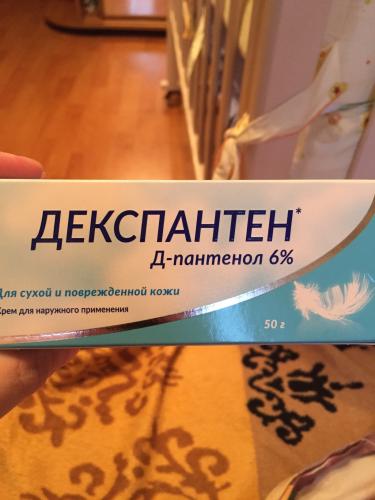 ДЕКСПАНТЕН*
Д-пантенол 6%
Для сухой и поврежденной кожи
Крем для наружного применения
50 г